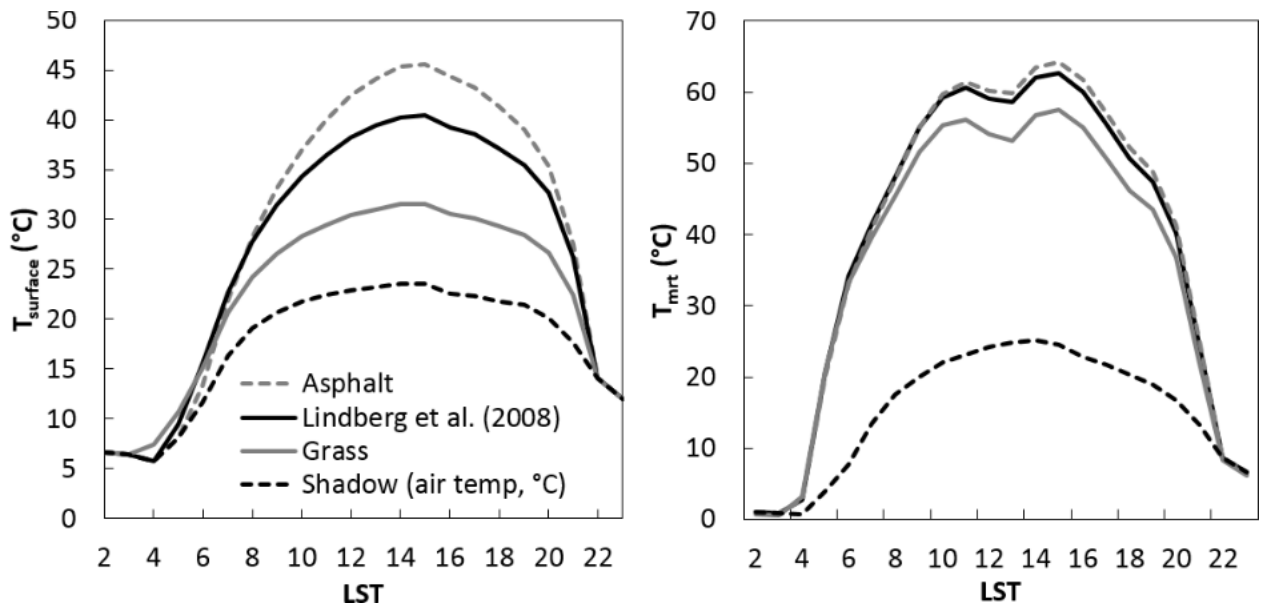 50
45
40
35
30
25
20
15
10
5
0
T surface (°C)
Asphalt
Lindberg et al. (2008)
Grass
Shadow (air temp, °C)
2 4 6 8 10 12 14 16 18 20 22
LST
70
60
50
40
30
20
10
0
T mrt (°C)
2 4 6 8 10 12 14 16 18 20 22
LST